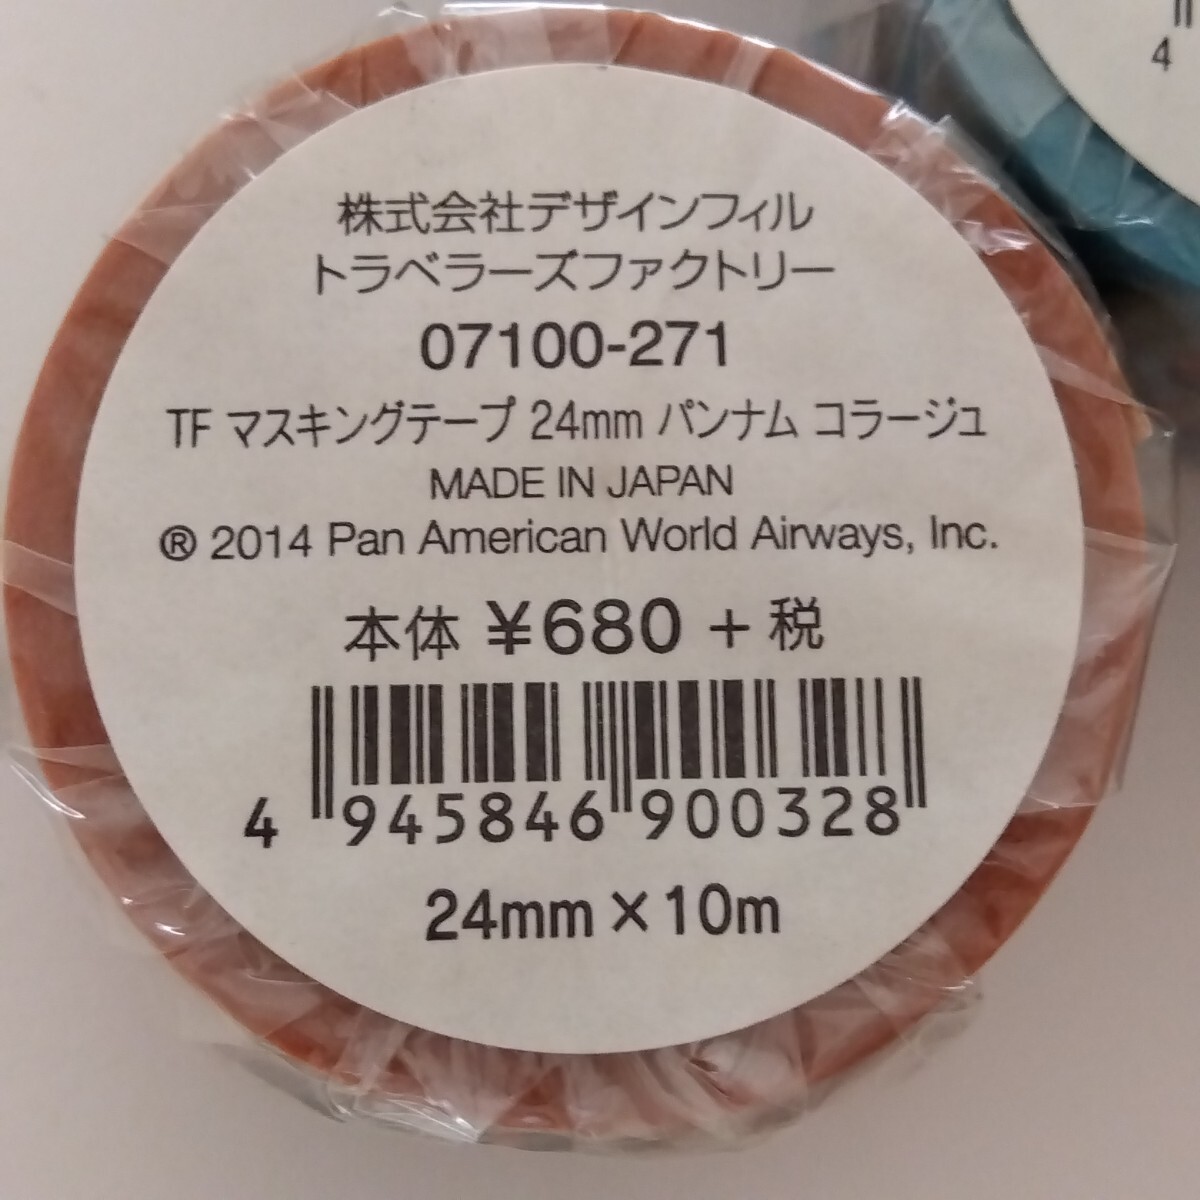 株式会社デザインフィル
トラベラーズファクトリー
07100-271
TF マスキングテープ 24mm パンナム コラージュ
MADE IN JAPAN
® 2014 Pan American World Airways, Inc.
本体 ¥680 + 税
4 945846 900328
24mm×10m
4